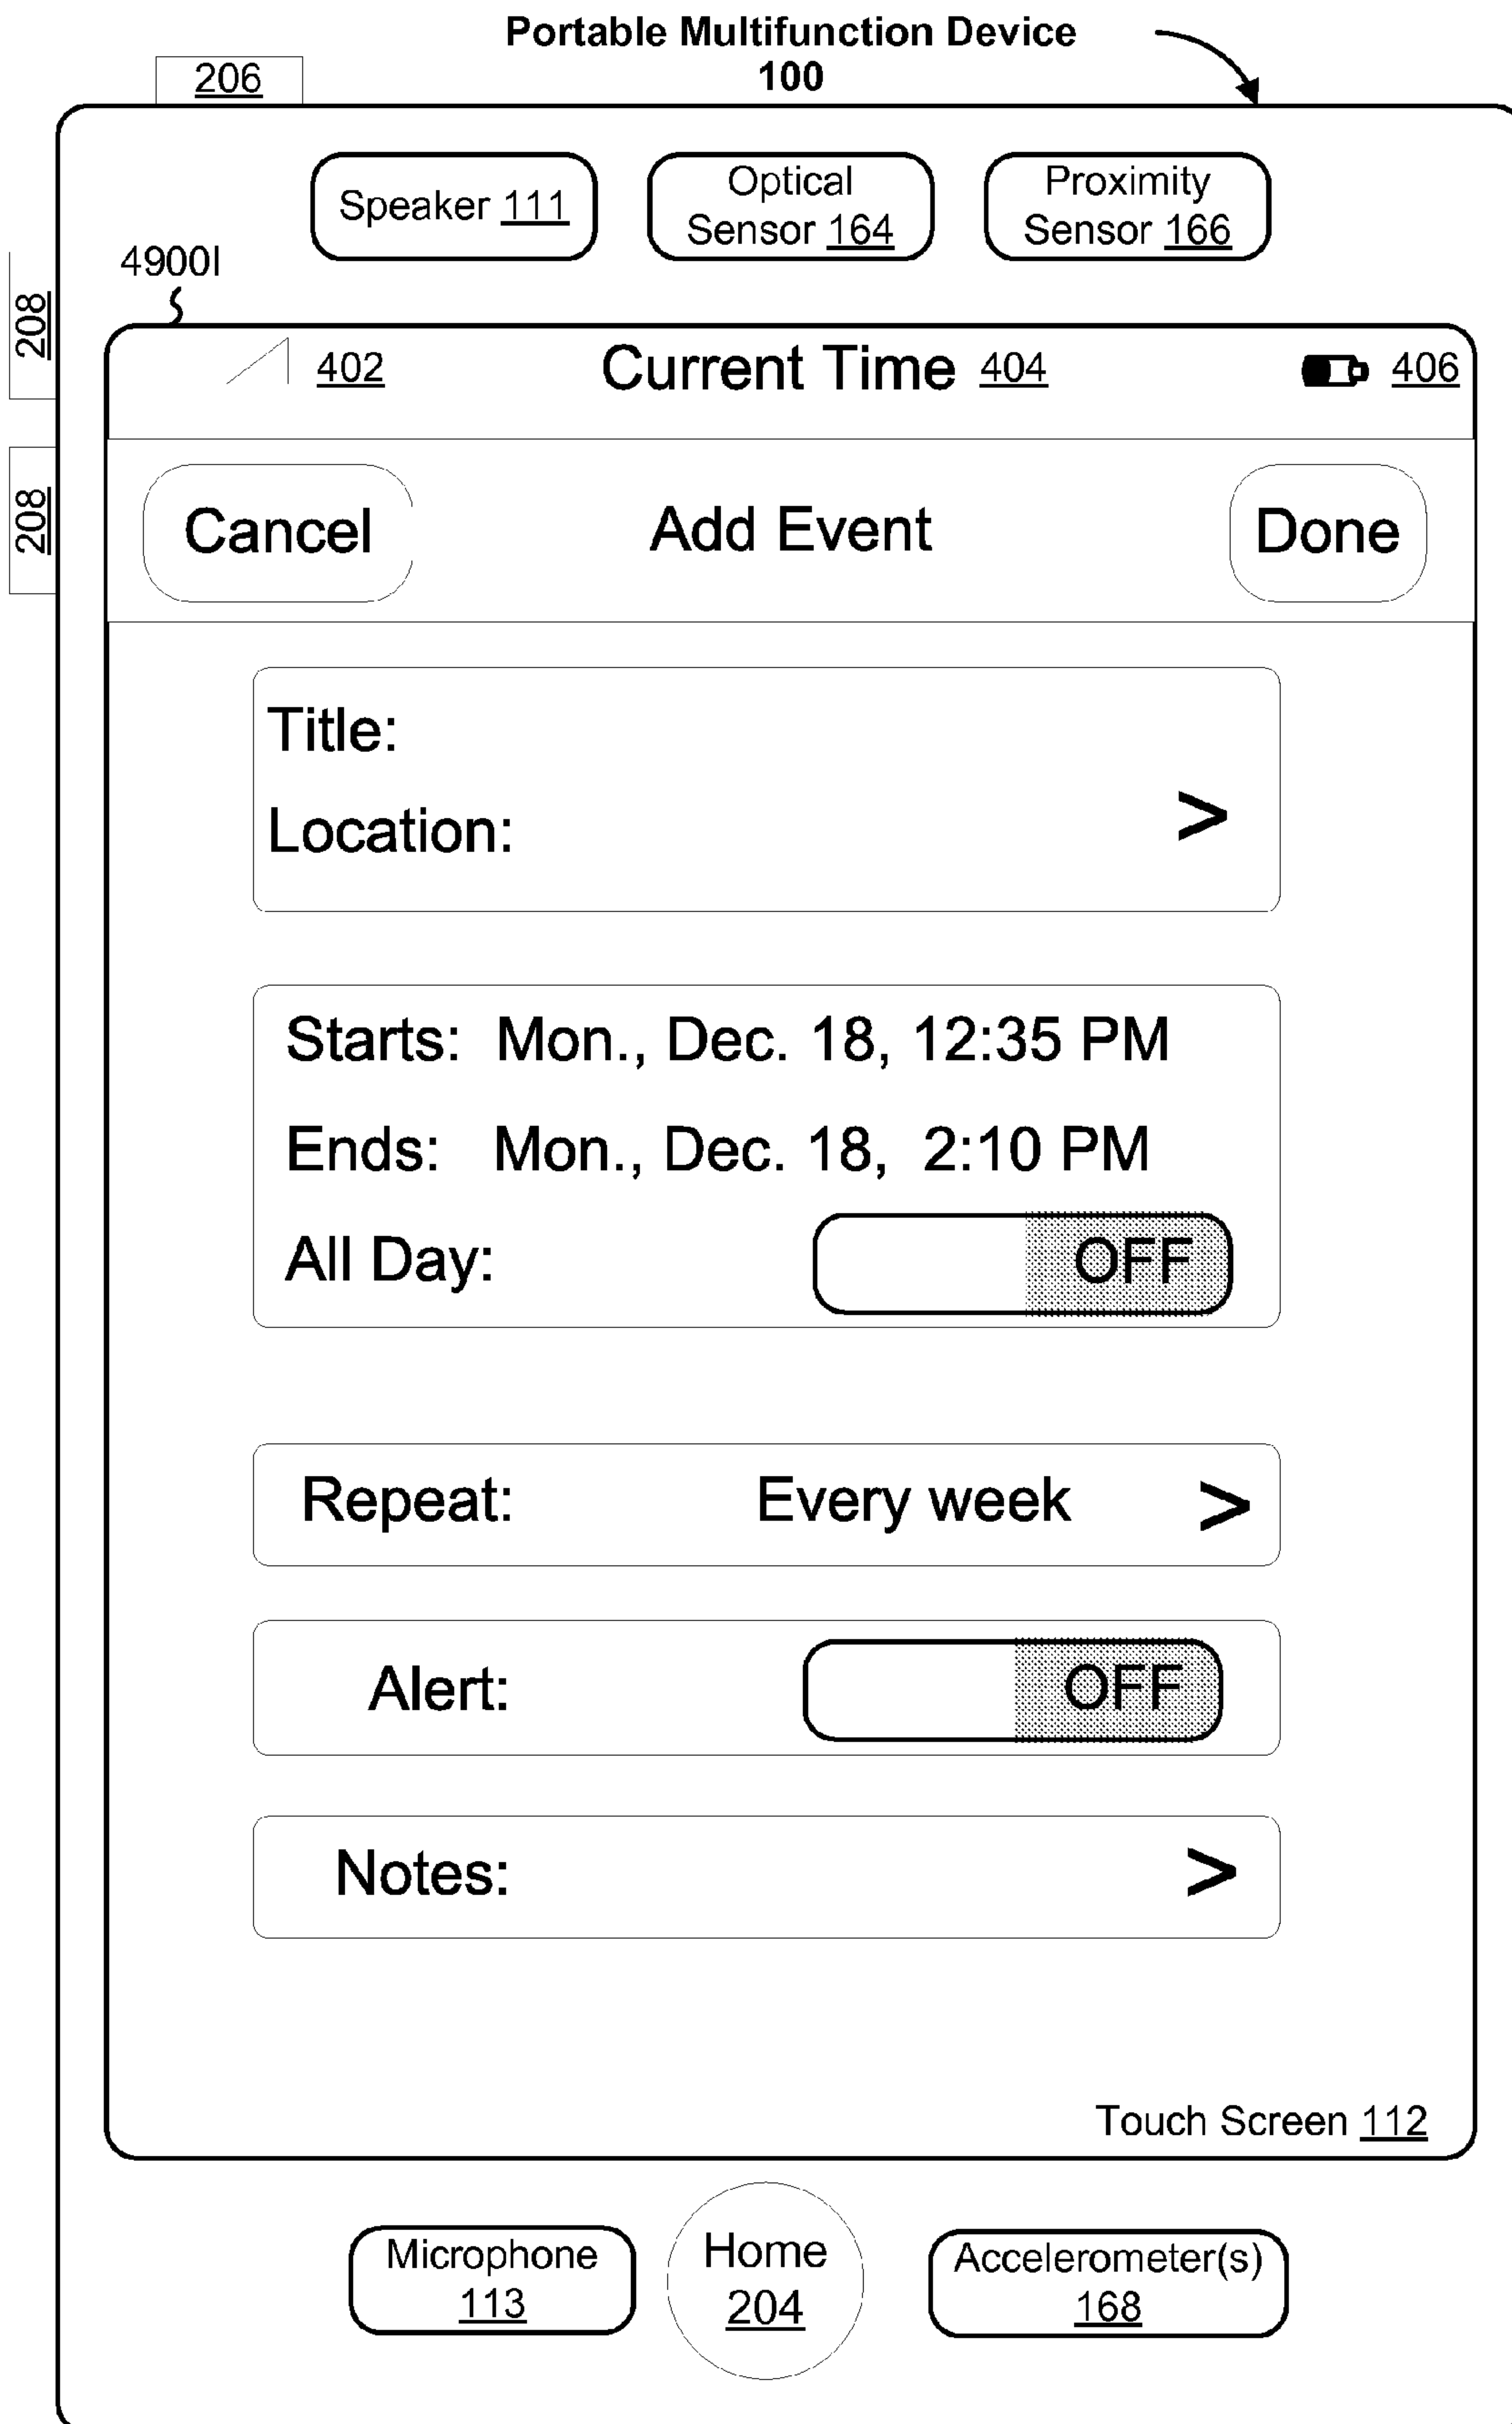 Portable Multifunction Device
100
206
Speaker 111
Optical
Sensor 164
Proximity
Sensor 166
4900I
208
208
402
Current Time 404
406
Cancel
Add Event
Done
Title:
Location:
>
Starts: Mon., Dec. 18, 12:35 PM
Ends: Mon., Dec. 18, 2:10 PM
All Day: OFF
Repeat: Every week >
Alert: OFF
Notes: >
Touch Screen 112
Microphone
113
Home
204
Accelerometer(s)
168